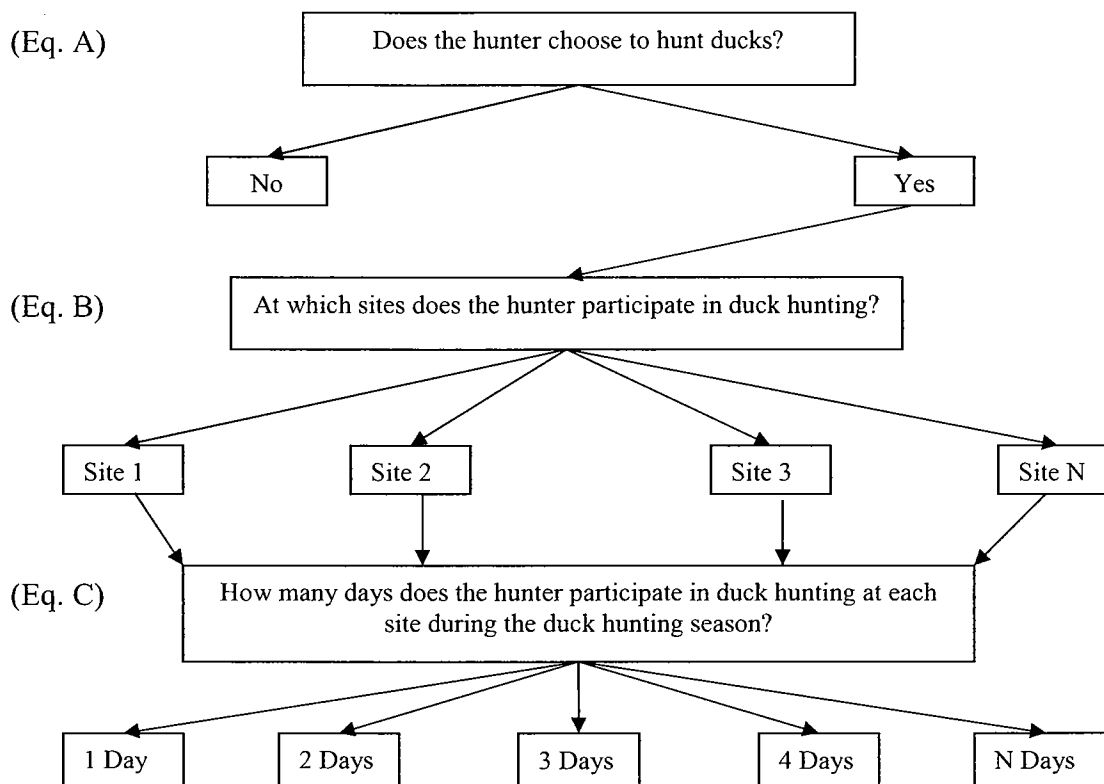 (Eq. A)
Does the hunter choose to hunt ducks?
No
Yes
(Eq. B)
At which sites does the hunter participate in duck hunting?
Site 1
Site 2
Site 3
Site N
(Eq. C)
How many days does the hunter participate in duck hunting at each
site during the duck hunting season?
1 Day
2 Days
3 Days
4 Days
N Days